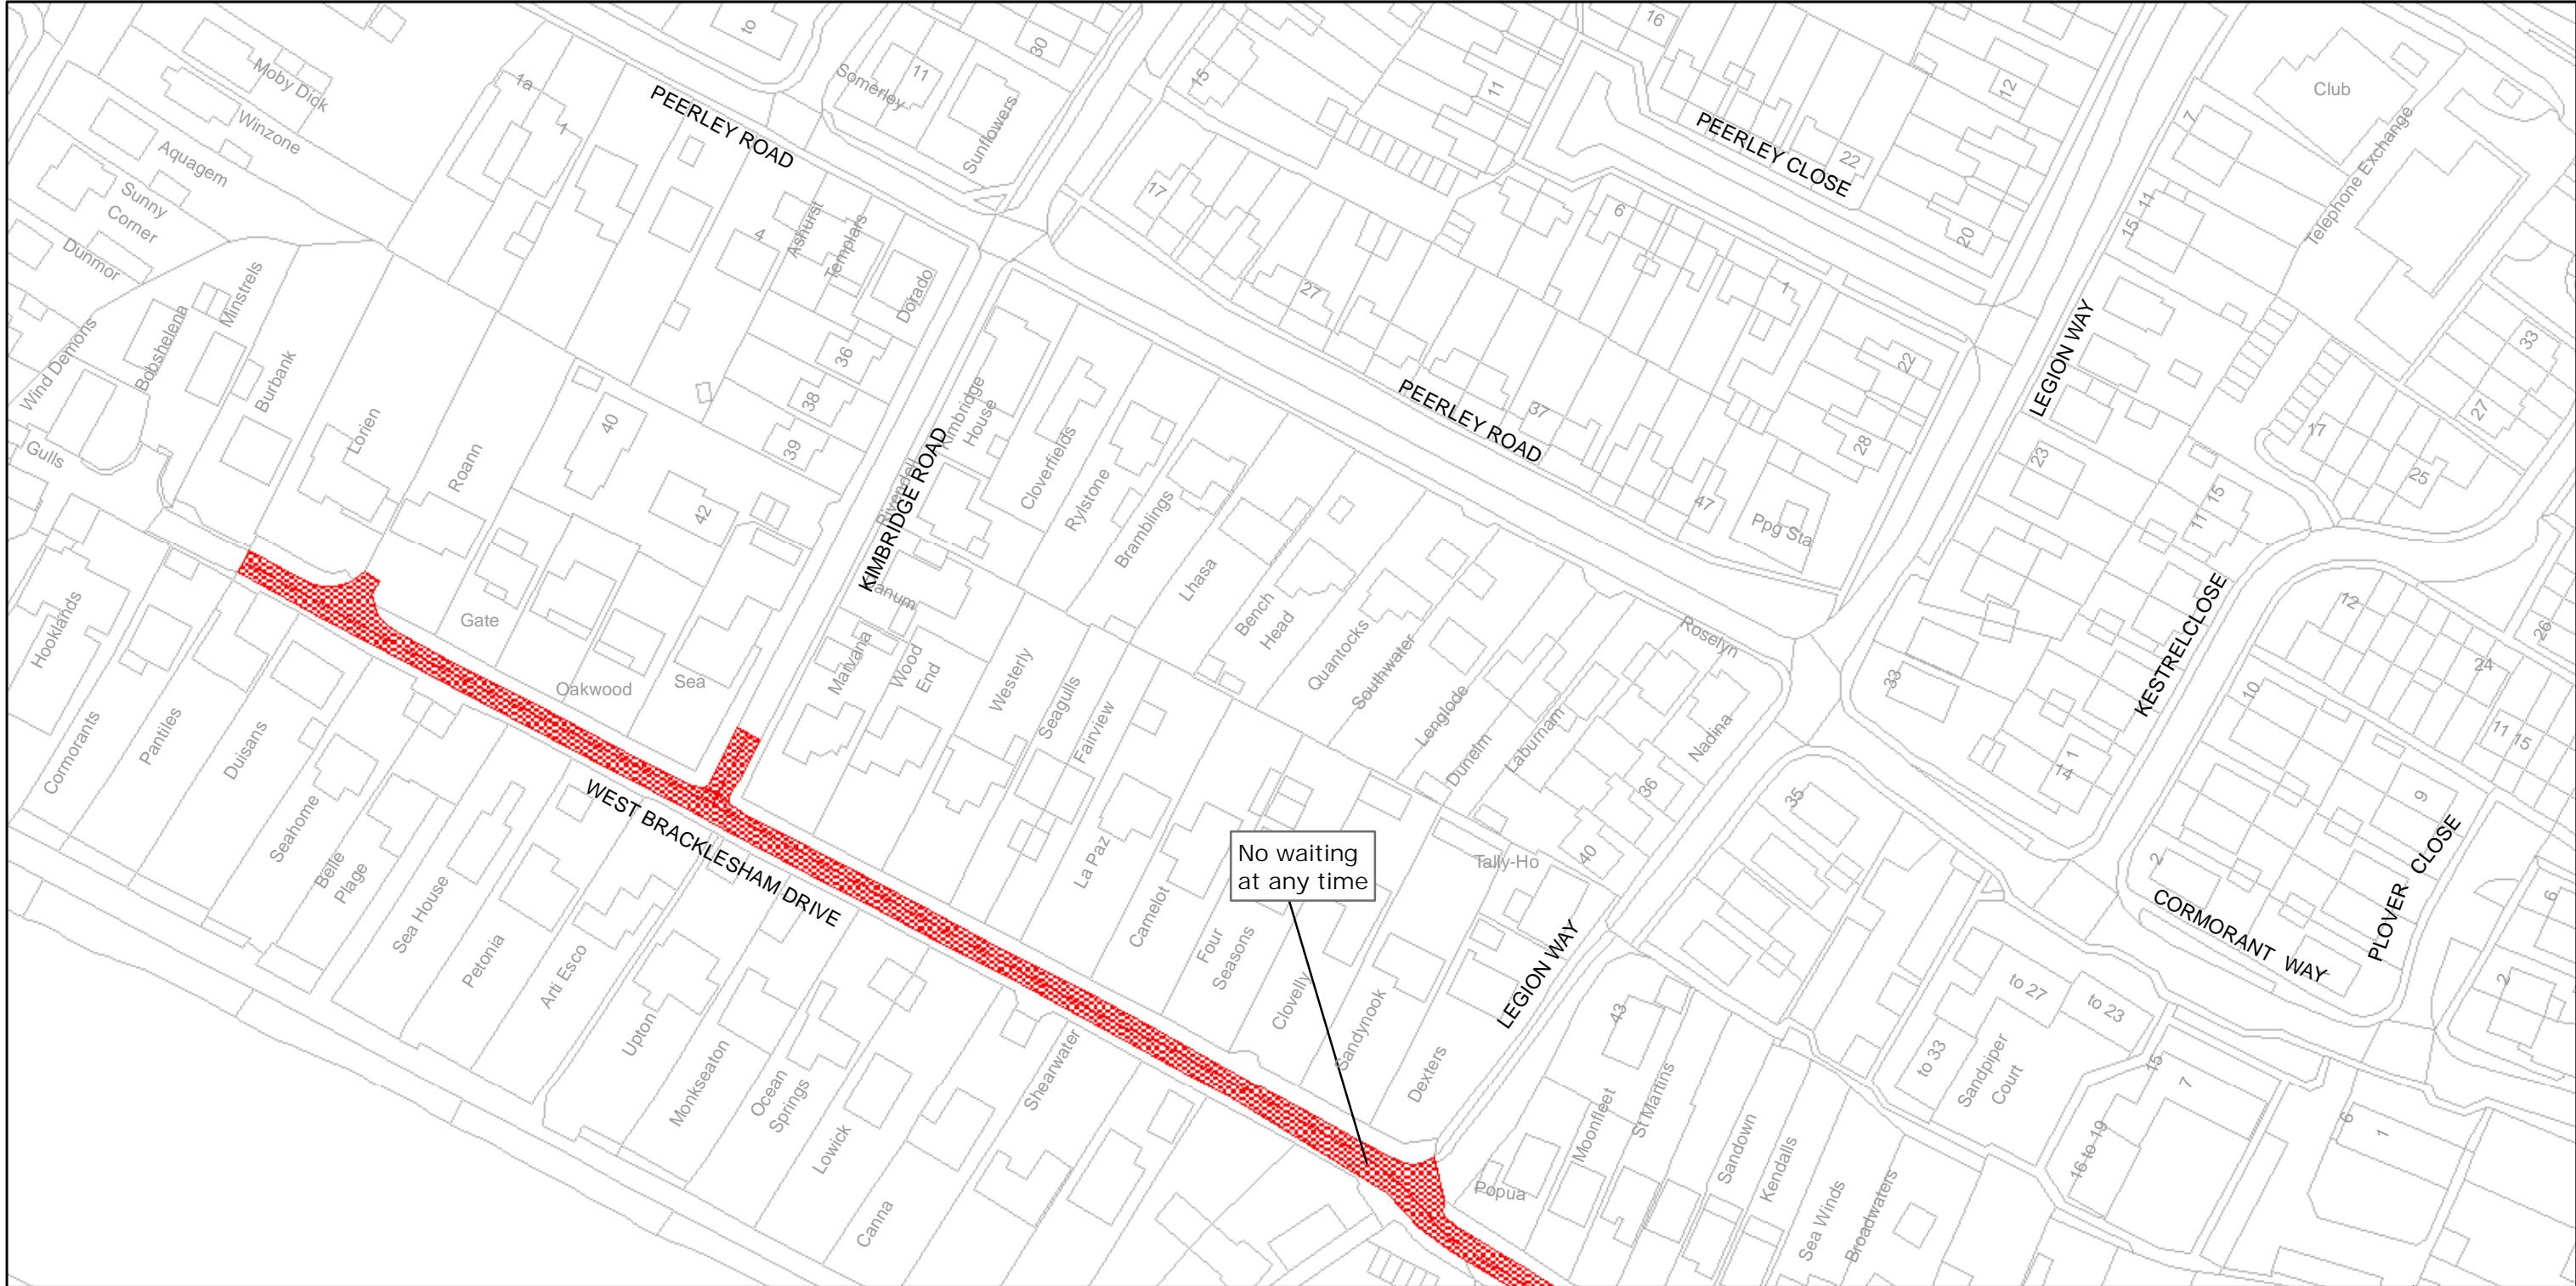 to
30
Moby Dick
Winzone
Aquagem
Sunny
Corner
Dunmor
1a
1
PEERLEY ROAD
Somerley
11
Sunflowers
15
11
16
PEERLEY CLOSE
22
12
20
7
11
15
Club
Telephone Exchange
4
Ashurst
Templars
Dorado
17
27
6
1
Wind Demons
Boboshelena
Minstrels
Burbank
Lorien
Roann
40
36
38
39
42
KIMBRIDGE ROAD
Kimbridge
House
Cloverfields
Rylstone
Bramblings
Lhasa
Bench
Head
Quantocks
Southwater
PEERLEY ROAD
37
47
Ppg Sta
22
28
LEGION WAY
23
33
27
17
25
11
15
Gulls
Hooklands
Cormorants
Pantiles
Duisans
Seahome
Belle
Plage
Gate
Oakwood
Sea
Malvana
Wood
End
Westerly
Seagulls
Fairview
La Paz
Camelot
Four
Seasons
Clovelly
Sandynook
Dexters
Longlode
Dunelm
Laburnam
Roselyn
Nadina
36
40
Tally-Ho
33
35
1
14
KESTRELCLOSE
12
26
24
10
11
15
9
2
CORMORANT WAY
PLOVER CLOSE
6
2
WEST BRACKLESHAM DRIVE
No waiting
at any time
LEGION WAY
Sea House
Petonia
Arti Esco
Upton
Monkseaton
Ocean
Springs
Lowick
Canna
Shearwater
43
Popua
Moonfleet
St Martins
Sandown
Kendalls
Sea Winds
Broadwaters
to 33
Sandpiper
Court
to 27
to 23
15
7
16 to 19
6
1